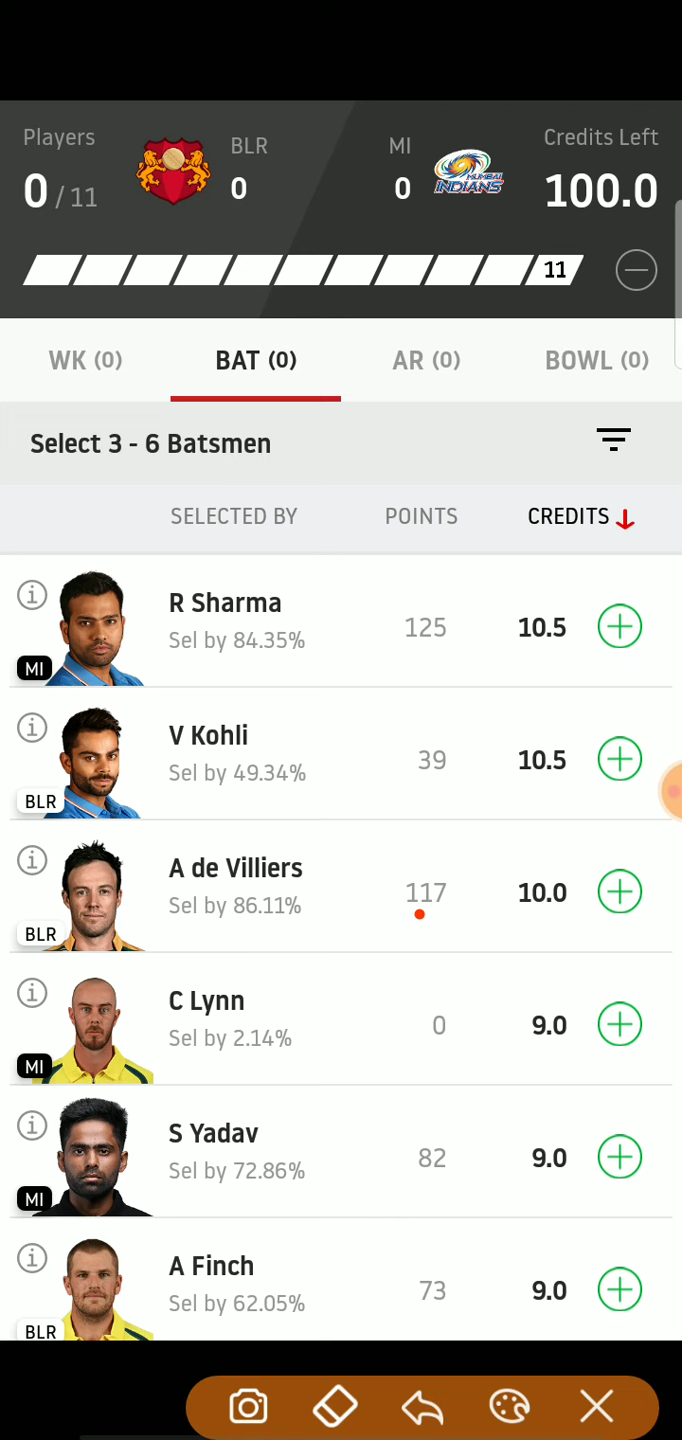 Players
BLR
MI
Credits Left
0 / 11
0
0
MUMBAI
INDIANS
100.0
11
WK (0)
BAT (0)
AR (0)
BOWL (0)
Select 3 - 6 Batsmen
SELECTED BY
POINTS
CREDITS
R Sharma
Sel by 84.35%
125
10.5
MI
V Kohli
Sel by 49.34%
39
10.5
BLR
A de Villiers
Sel by 86.11%
117
10.0
BLR
C Lynn
Sel by 2.14%
0
9.0
MI
S Yadav
Sel by 72.86%
82
9.0
MI
A Finch
Sel by 62.05%
73
9.0
BLR